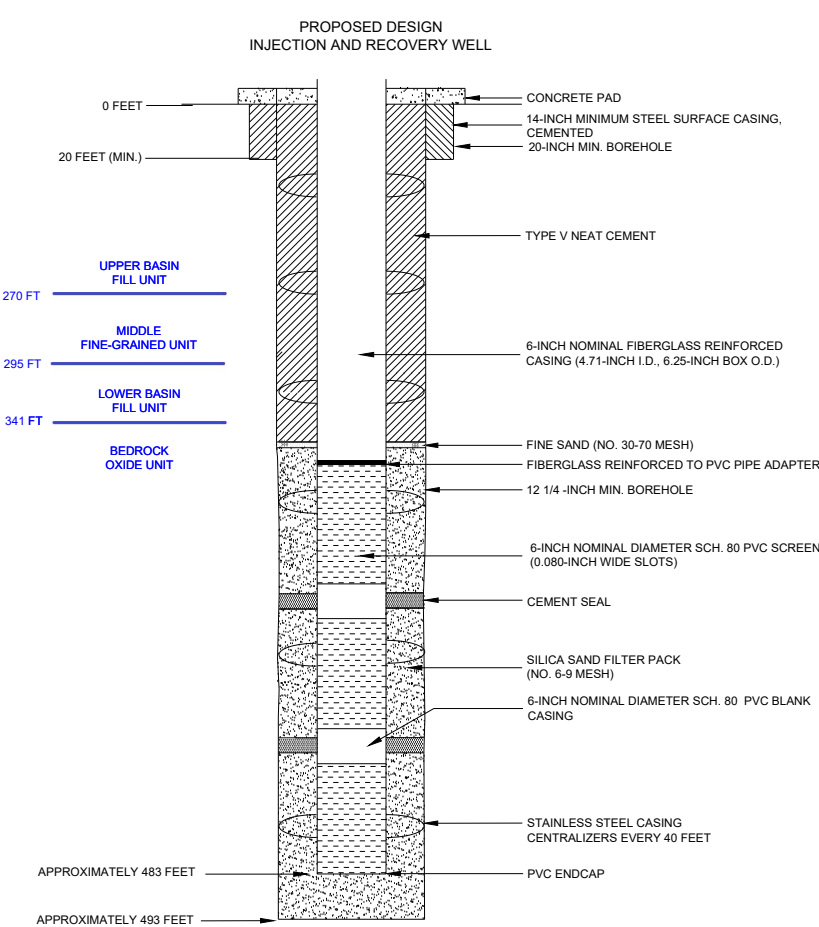 PROPOSED DESIGN
INJECTION AND RECOVERY WELL
0 FEET
CONCRETE PAD
14-INCH MINIMUM STEEL SURFACE CASING,
CEMENTED
20-INCH MIN. BOREHOLE
20 FEET (MIN.)
TYPE V NEAT CEMENT
UPPER BASIN
FILL UNIT
270 FT
MIDDLE
FINE-GRAINED UNIT
6-INCH NOMINAL FIBERGLASS REINFORCED
CASING (4.71-INCH I.D., 6.25-INCH BOX O.D.)
295 FT
LOWER BASIN
FILL UNIT
341 FT
BEDROCK
OXIDE UNIT
FINE SAND (NO. 30-70 MESH)
FIBERGLASS REINFORCED TO PVC PIPE ADAPTER
12 1/4 -INCH MIN. BOREHOLE
6-INCH NOMINAL DIAMETER SCH. 80 PVC SCREEN
(0.080-INCH WIDE SLOTS)
CEMENT SEAL
SILICA SAND FILTER PACK
(NO. 6-9 MESH)
6-INCH NOMINAL DIAMETER SCH. 80 PVC BLANK
CASING
STAINLESS STEEL CASING
CENTRALIZERS EVERY 40 FEET
APPROXIMATELY 483 FEET
PVC ENDCAP
APPROXIMATELY 493 FEET